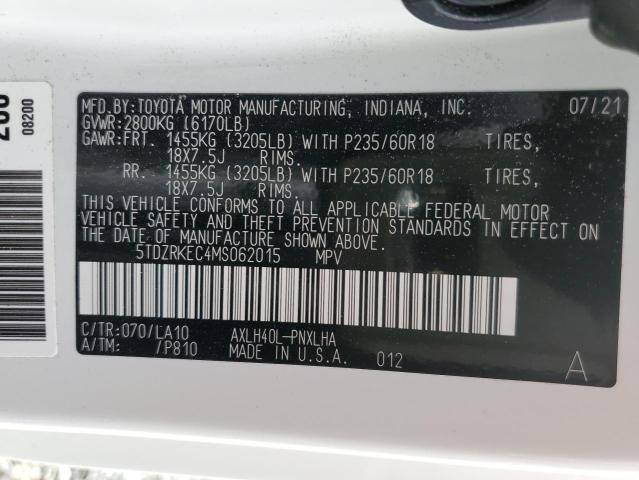 MFD.BY:TOYOTA MOTOR MANUFACTURING, INDIANA, INC. 07/21
GVWR:2800KG (6170LB)
GAWR:FRT. 1455KG (3205LB) WITH P235/60R18 TIRES,
18X7.5J RIMS.
RR. 1455KG (3205LB) WITH P235/60R18 TIRES,
18X7.5J RIMS.
THIS VEHICLE CONFORMS TO ALL APPLICABLE FEDERAL MOTOR
VEHICLE SAFETY AND THEFT PREVENTION STANDARDS IN EFFECT ON
THE DATE OF MANUFACTURE SHOWN ABOVE.
5TDZRKEC4MS062015 MPV
C/TR:070/LA10 AXLH40L-PNXLHA
A/TM: /P810 MADE IN U.S.A. 012 A
08200